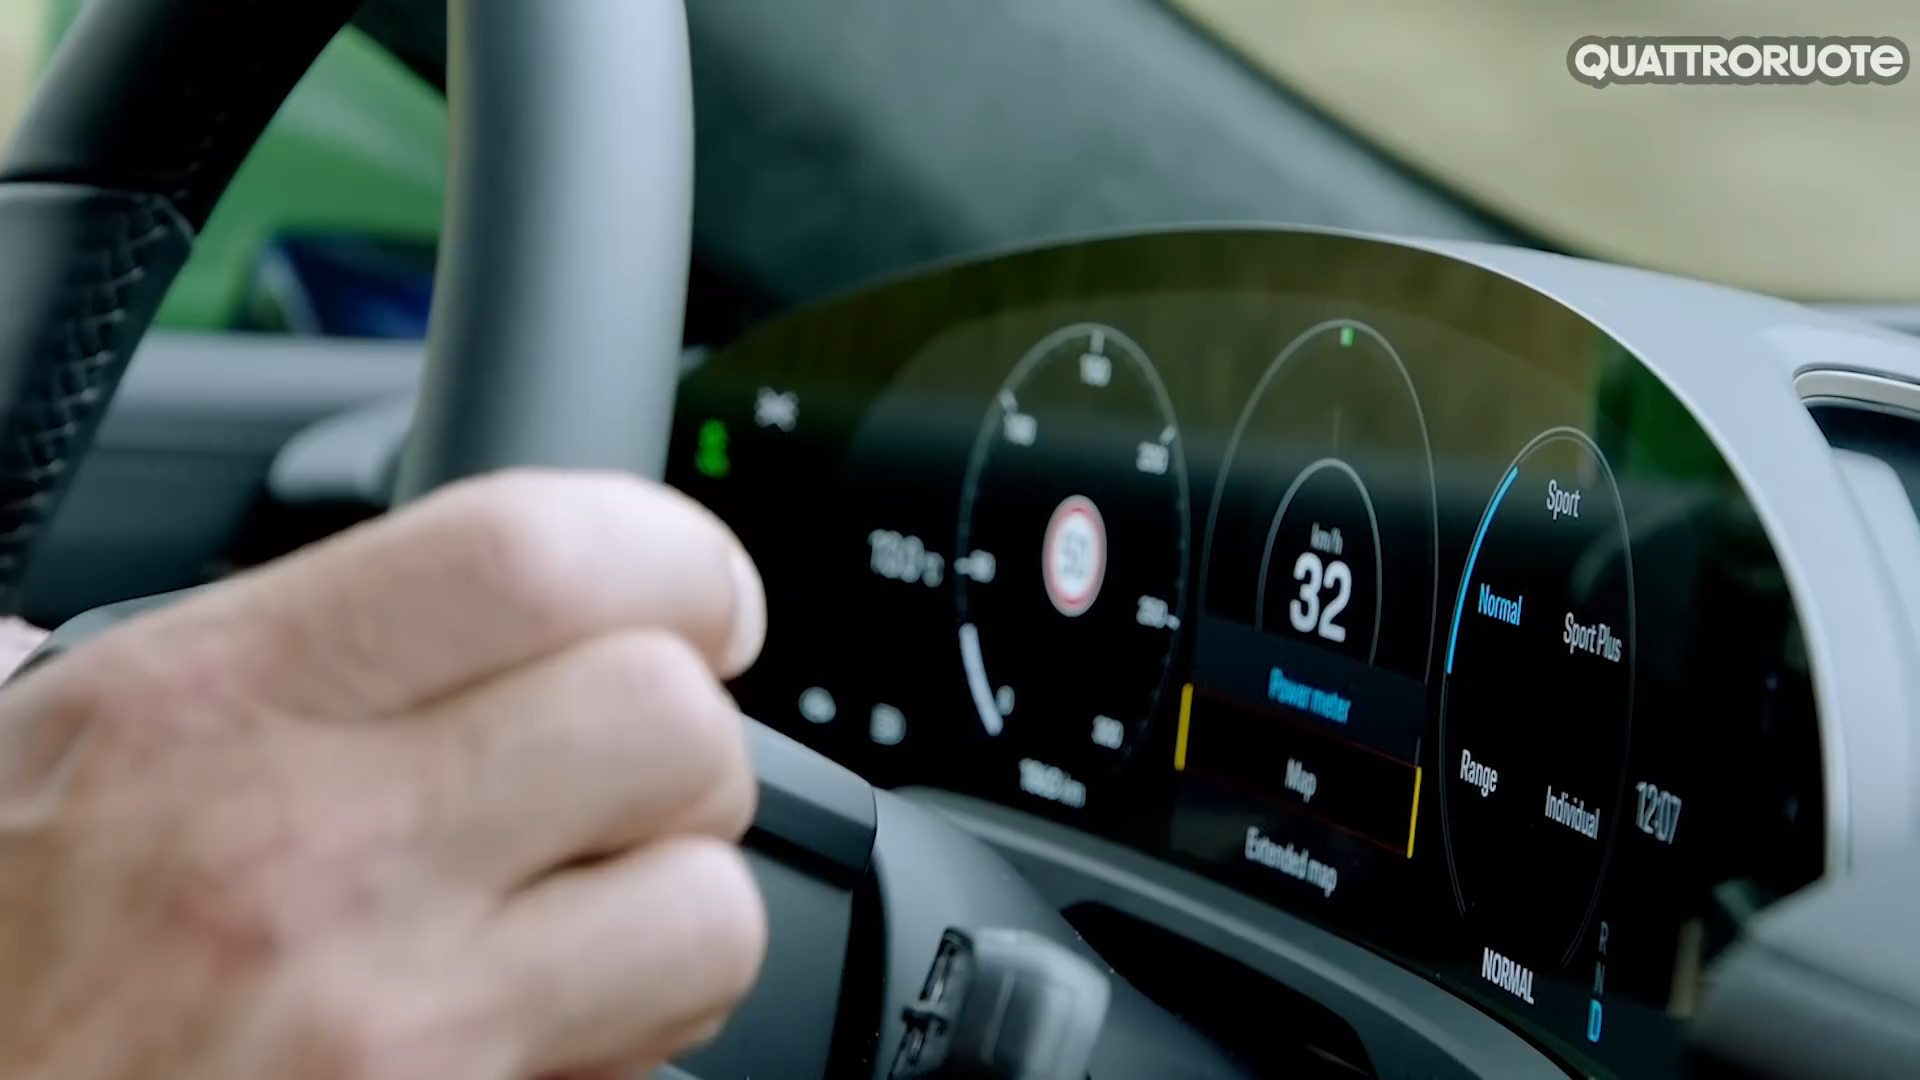 QUATTRORUOTE
km/h
32
Power meter
Map
Extended map
Sport
Normal
Sport Plus
Range
Individual
12:07
NORMAL
R
N
D